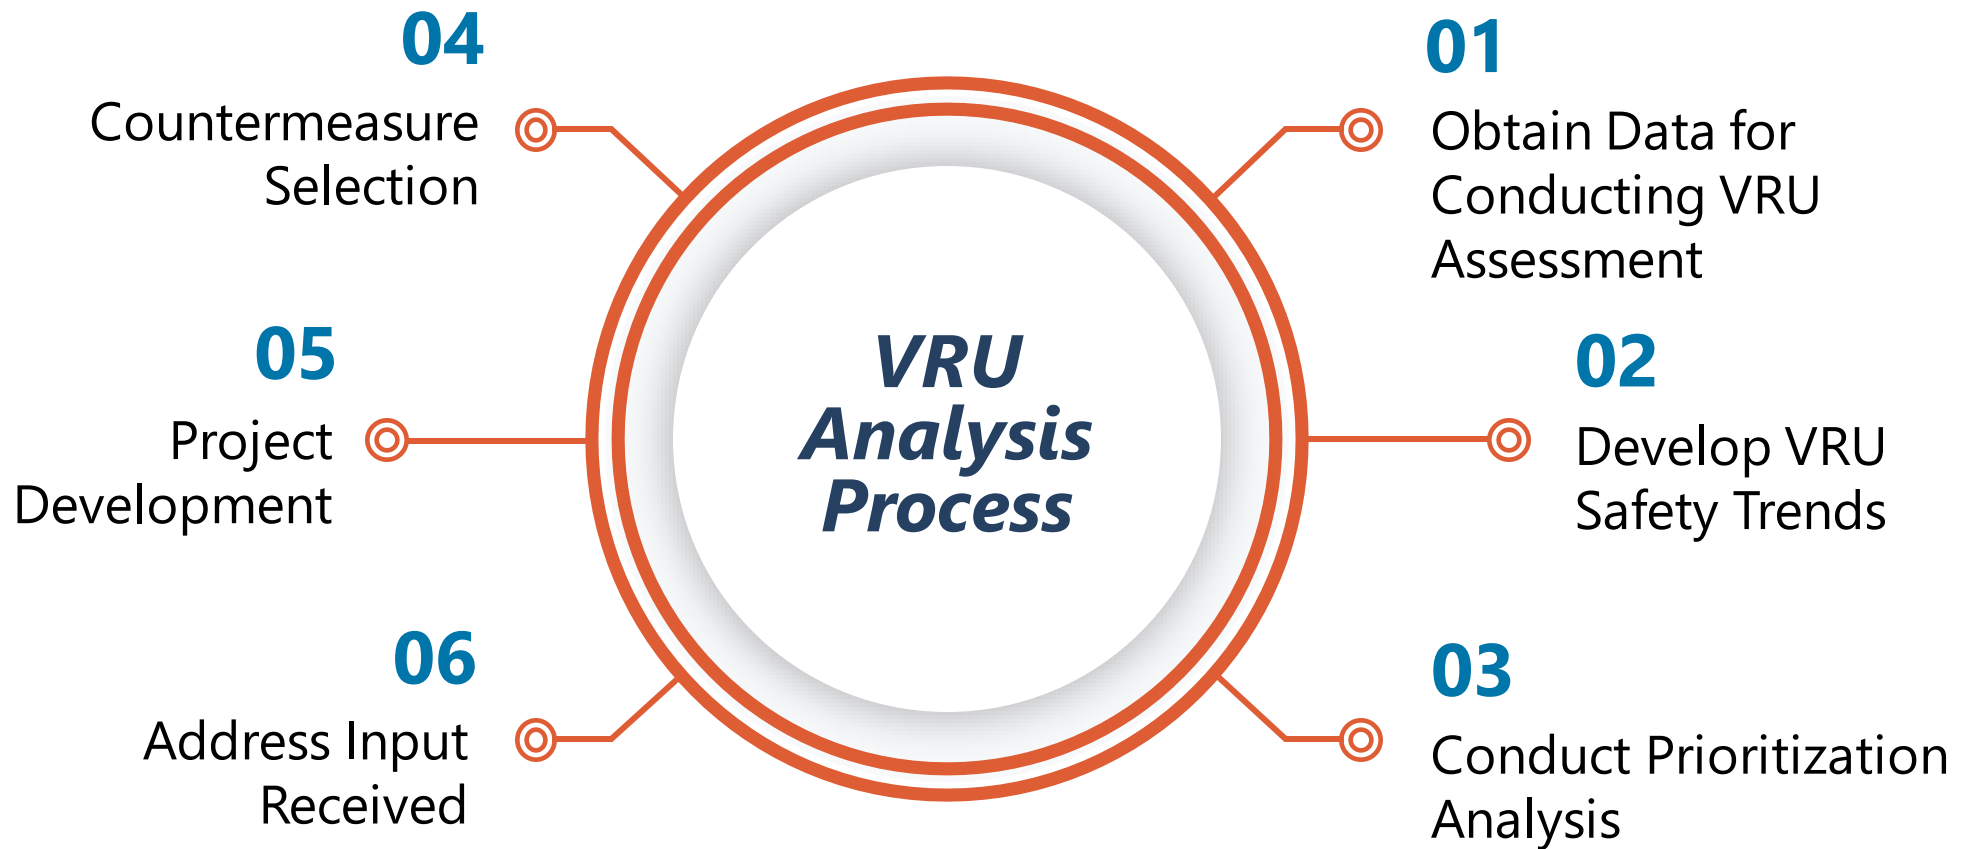 VRU
Analysis
Process
01
Obtain Data for
Conducting VRU
Assessment
02
Develop VRU
Safety Trends
03
Conduct Prioritization
Analysis
04
Countermeasure
Selection
05
Project
Development
06
Address Input
Received